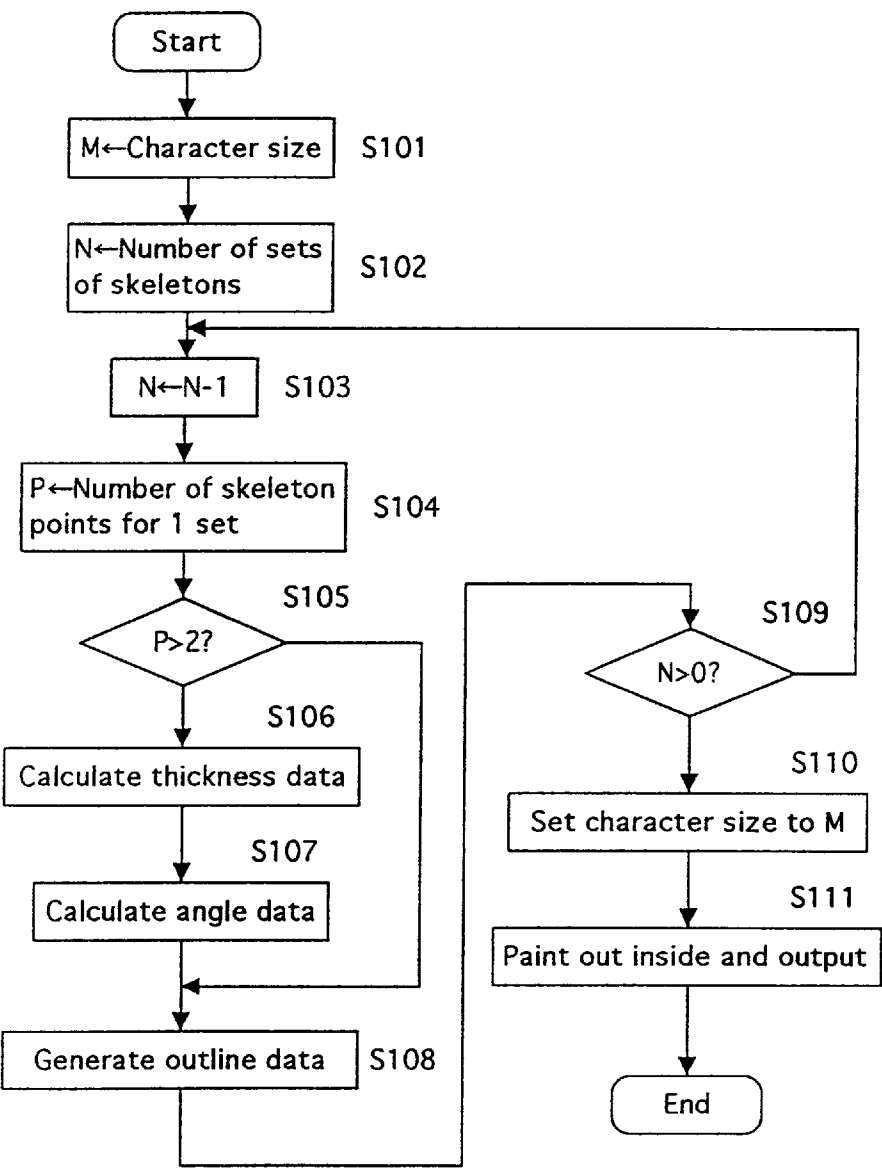 Start
M←Character size
S101
N←Number of sets
of skeletons
S102
N←N-1
S103
P←Number of skeleton
points for 1 set
S104
S105
P>2?
S106
Calculate thickness data
S107
Calculate angle data
Generate outline data
S108
S109
N>0?
S110
Set character size to M
S111
Paint out inside and output
End